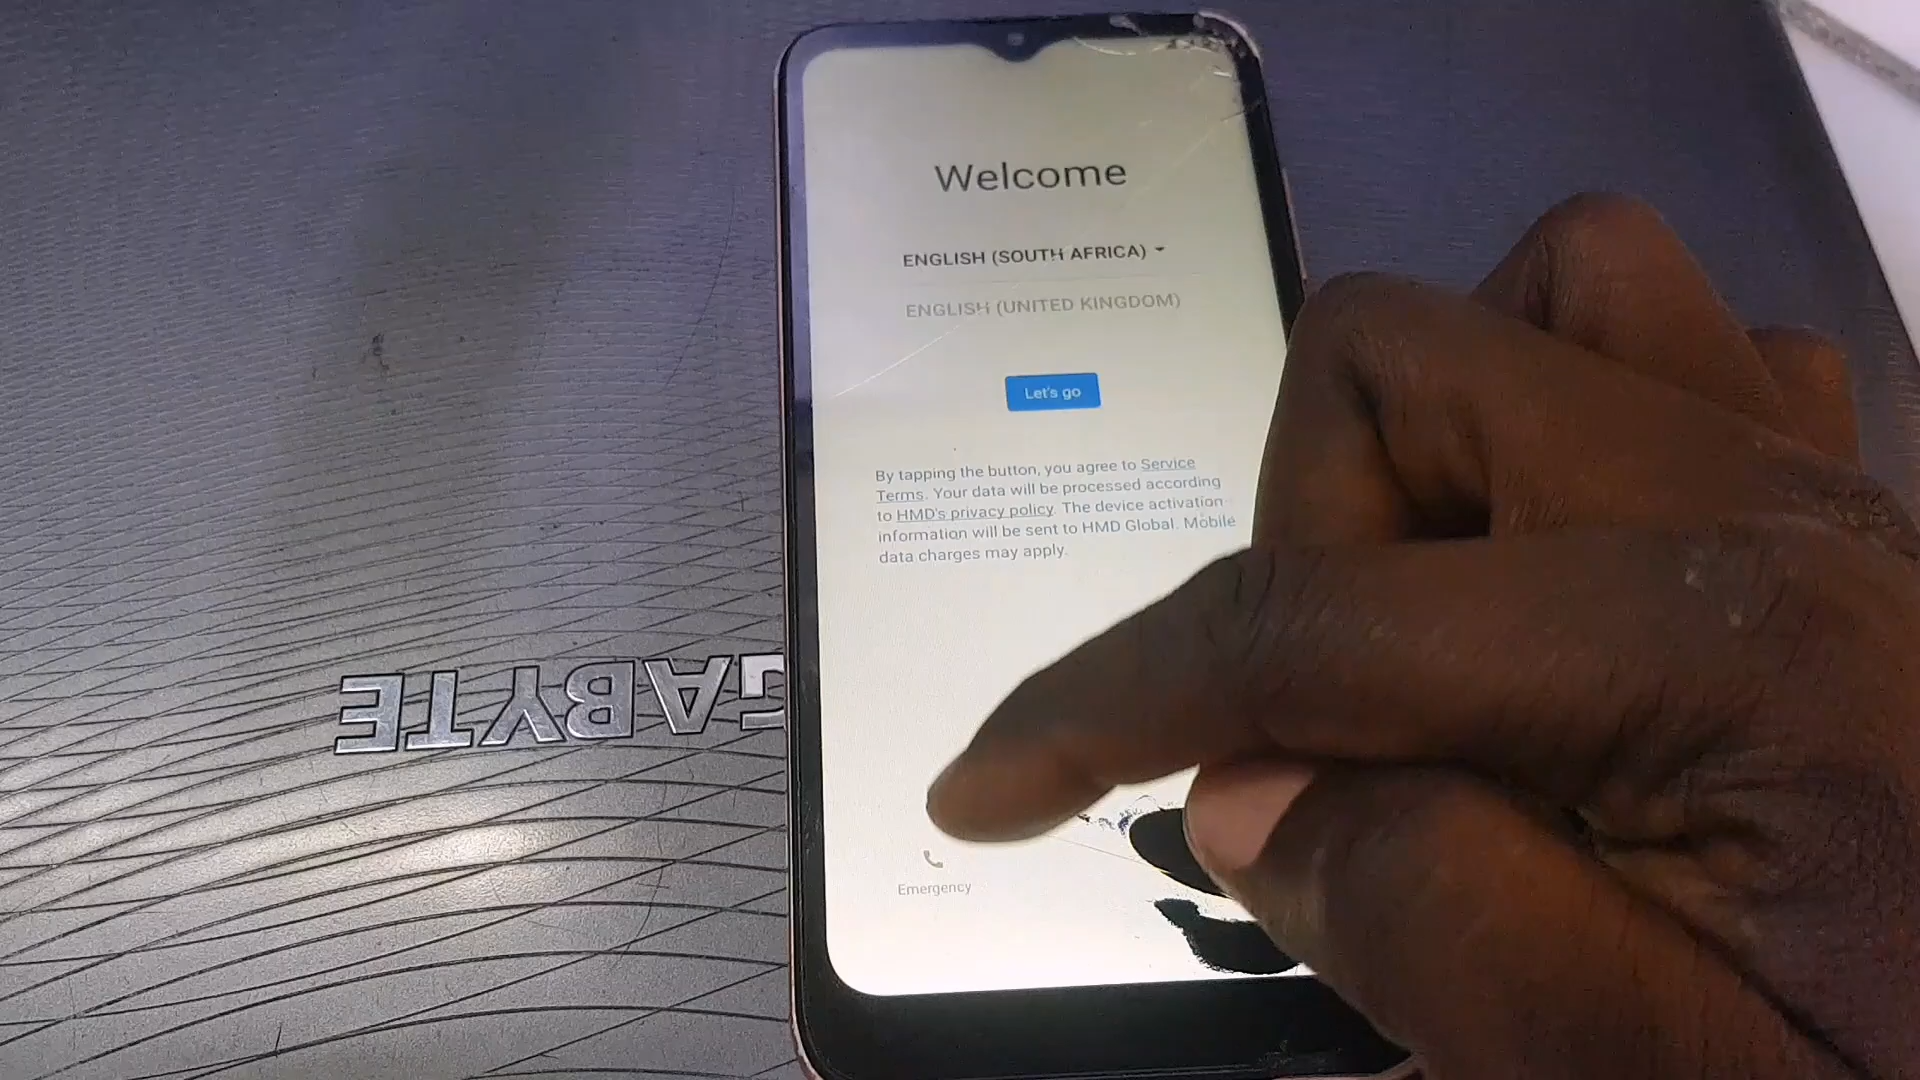 Welcome
ENGLISH (SOUTH AFRICA)
ENGLISH (UNITED KINGDOM)
Let's go
By tapping the button, you agree to Service
Terms. Your data will be processed according
to HMD's privacy policy. The device activation
information will be sent to HMD Global. Mobile
data charges may apply.
Emergency
GABYTE